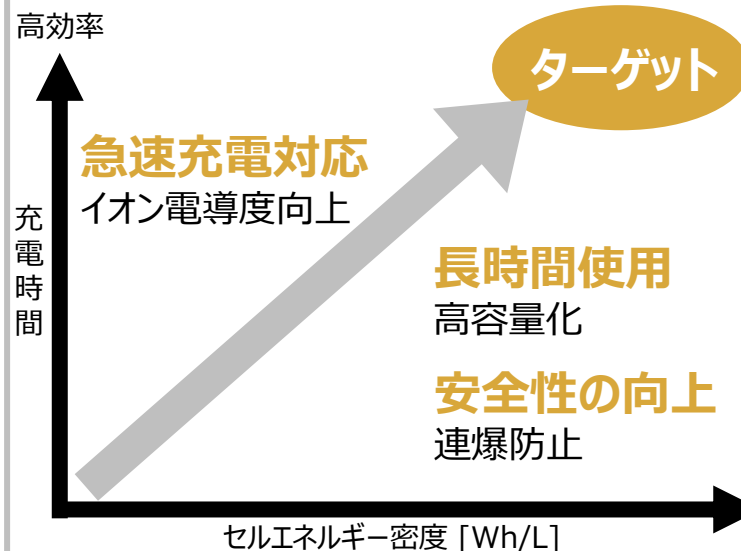 高効率
ターゲット
急速充電対応
イオン電導度向上
充電時間
長時間使用
高容量化
安全性の向上
連爆防止
セルエネルギー密度 [Wh/L]